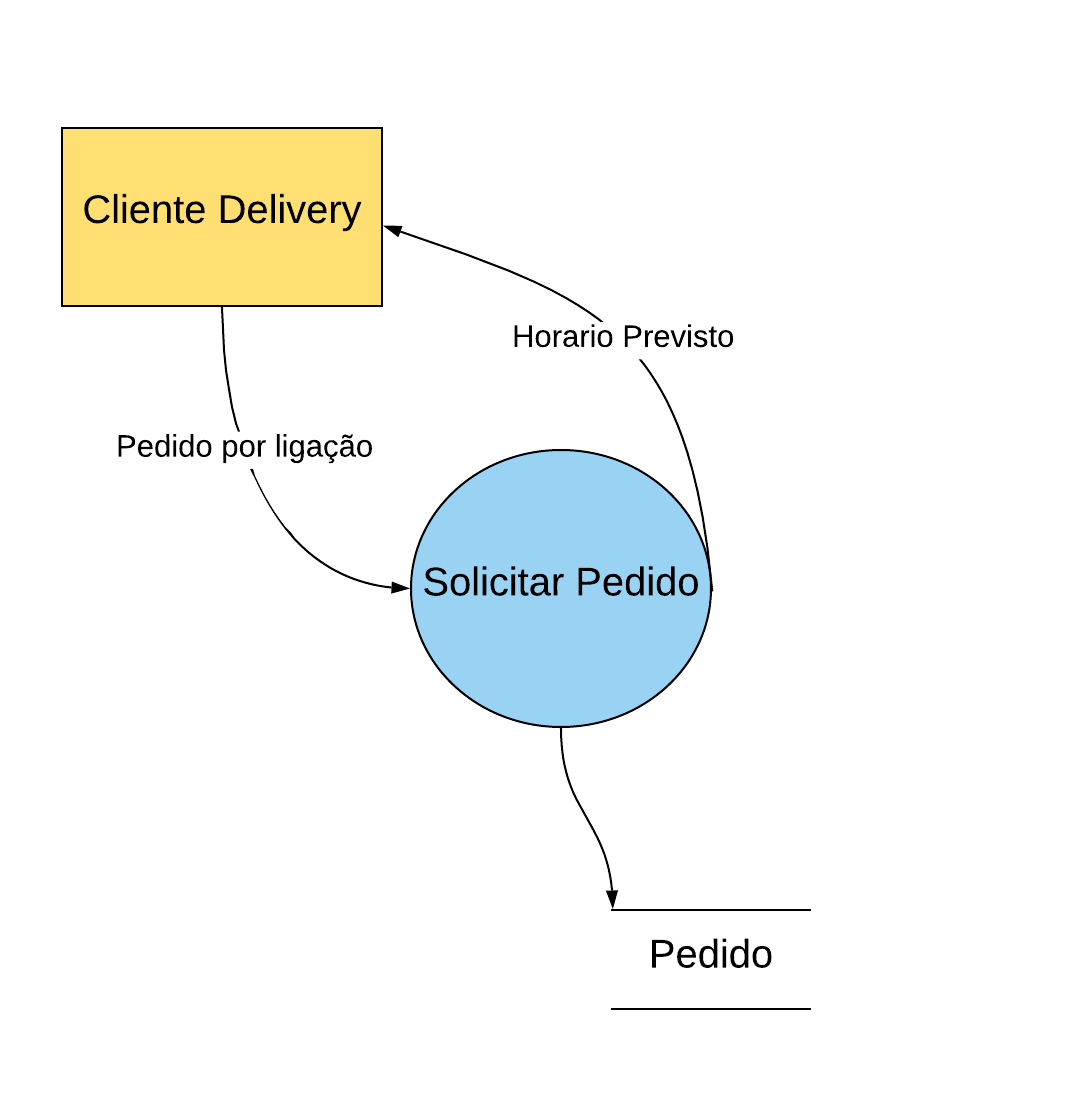 Cliente Delivery
Horario Previsto
Pedido por ligação
Solicitar Pedido
Pedido